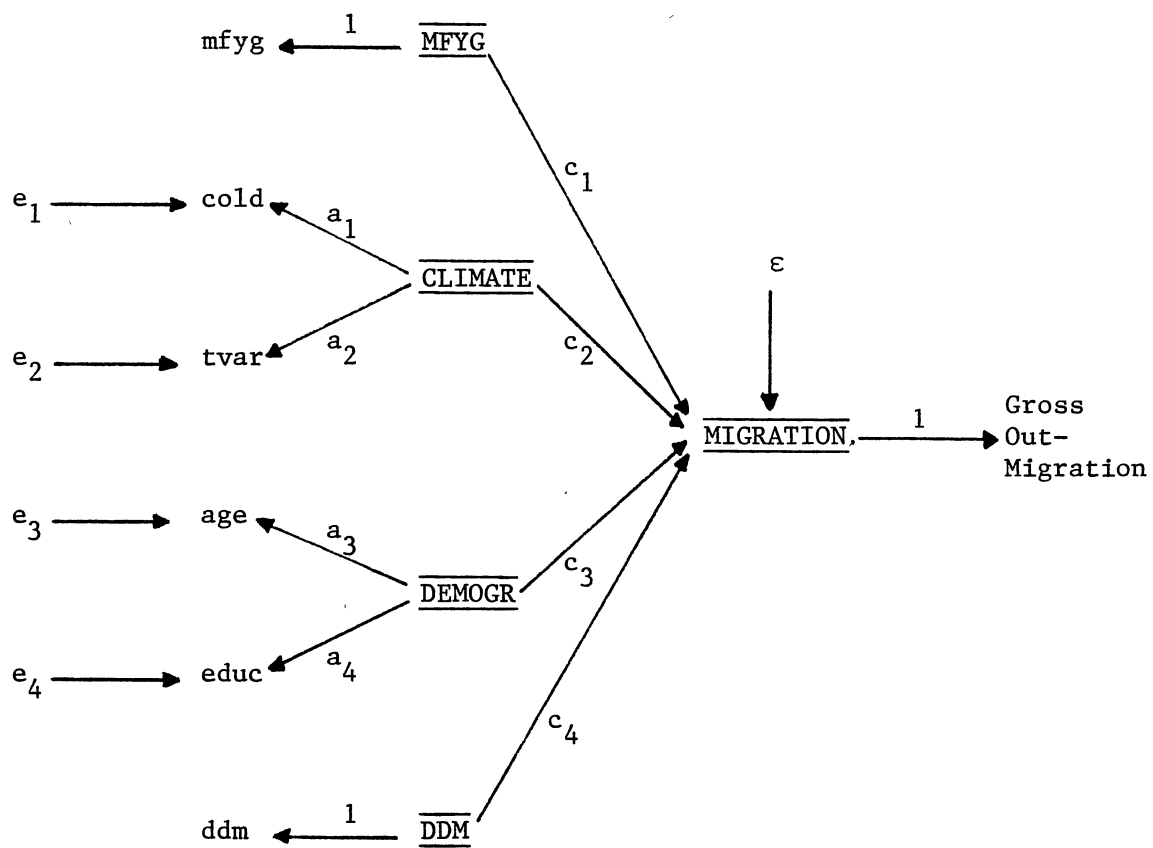 mfyg 1 MFYG
c1
e1 cold a1
CLIMATE
ε
e2 tvar a2 c2
Gross
MIGRATION, 1 Out-
Migration
e3 age a3
c3
DEMOGR
e4 educ a4
c4
ddm 1 DDM